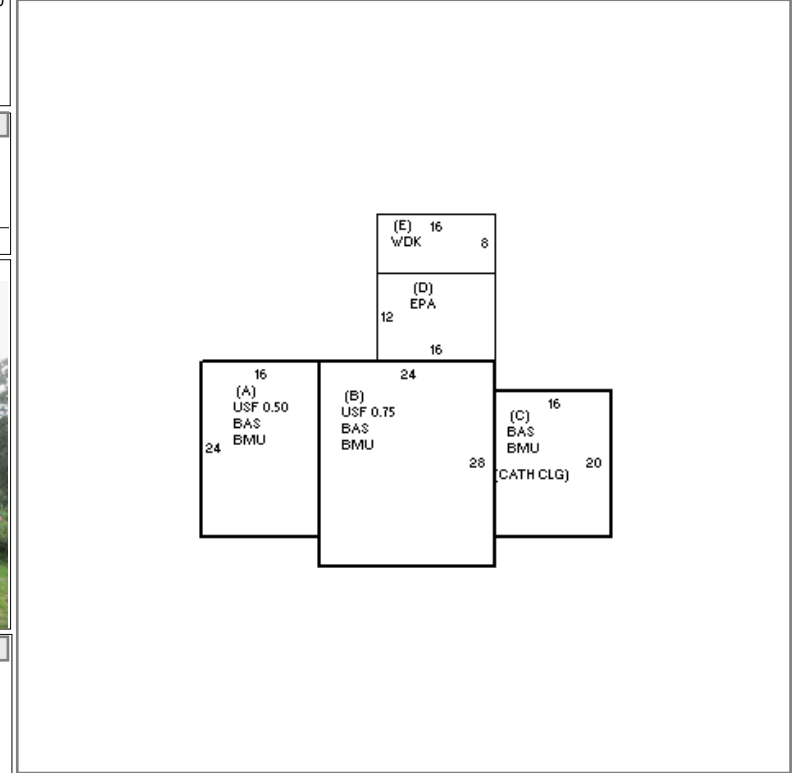 (E) 16
WDK 8
(D)
EPA
12
16
16
(A)
USF 0.50
BAS
BMU
24
24
(B)
USF 0.75
BAS
BMU
28
16
(C)
BAS
BMU
20
(CATH CLG)